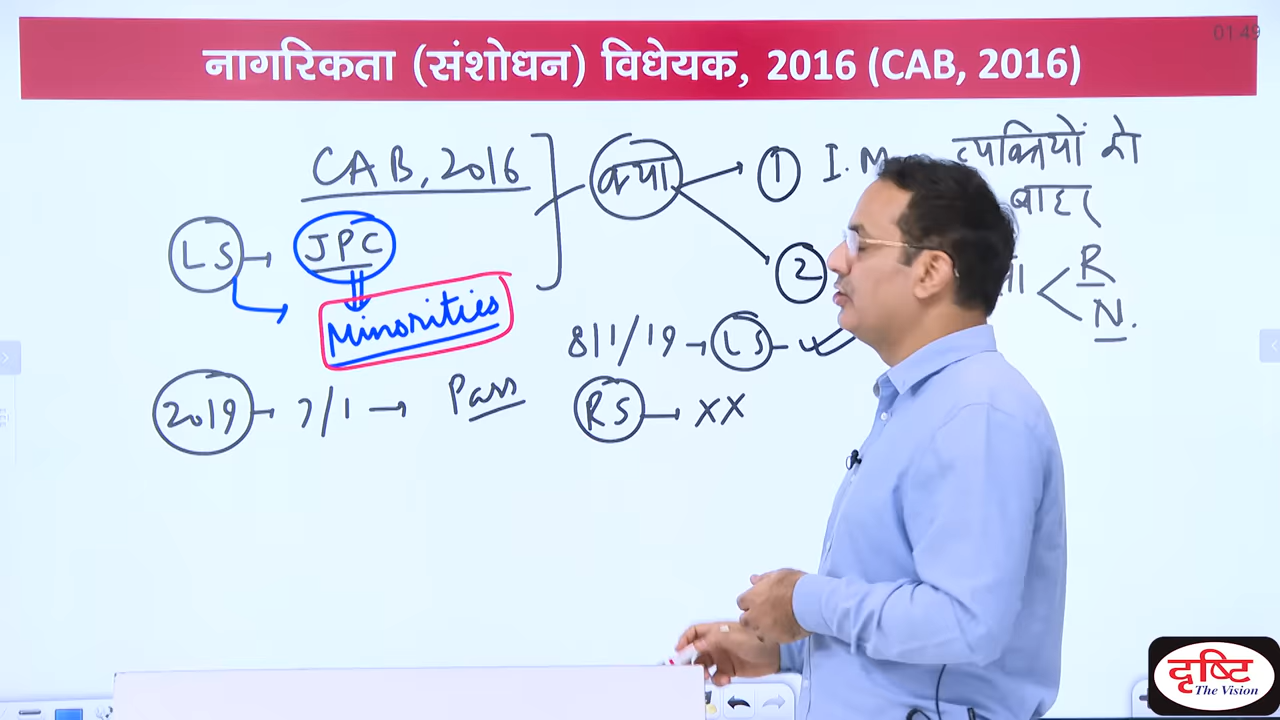 01:49
नागरिकता (संशोधन) विधेयक, 2016 (CAB, 2016)
CAB, 2016
क्या
① I.M
व्यक्तियों को
बाहर
LS → JPC
②
R
N.
Minorities
8/1/19 → LS - ✓
2019 → 7/1 → Pass
RS → XX
दृष्टि
The Vision